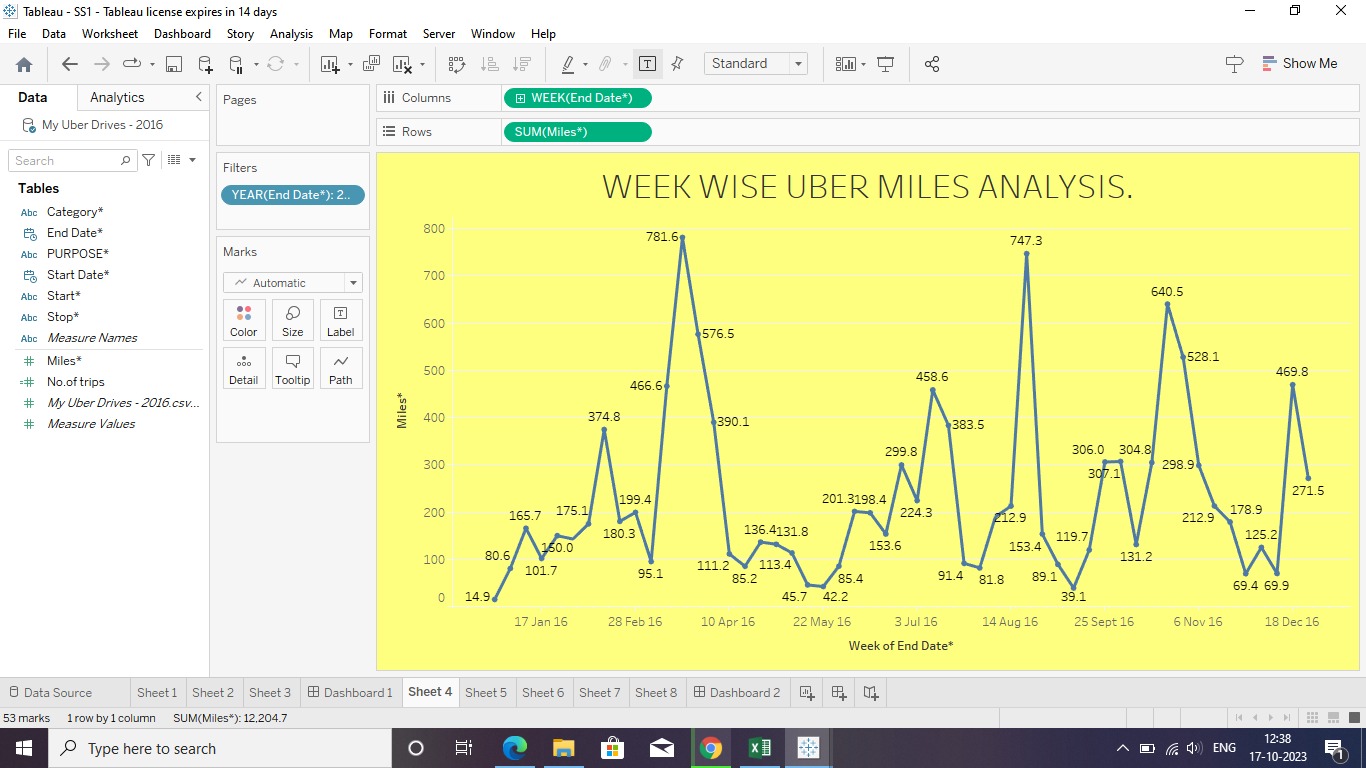 Tableau - SS1 - Tableau license expires in 14 days
File Data Worksheet Dashboard Story Analysis Map Format Server Window Help
Standard
Show Me
Data Analytics
Pages
Columns
WEEK(End Date*)
My Uber Drives - 2016
Rows
SUM(Miles*)
Search
Filters
YEAR(End Date*): 2..
Tables
Abc Category*
End Date*
Abc PURPOSE*
Start Date*
Abc Start*
Abc Stop*
Abc Measure Names
Miles*
No.of trips
My Uber Drives - 2016.csv...
Measure Values
Marks
Automatic
Color Size Label
Detail Tooltip Path
WEEK WISE UBER MILES ANALYSIS.
800
700
600
500
400
300
200
100
0
Miles*
14.9
80.6
165.7
101.7
150.0
175.1
374.8
180.3
199.4
95.1
466.6
781.6
576.5
390.1
111.2
85.2
136.4
113.4
131.8
45.7
42.2
85.4
201.3
198.4
153.6
299.8
224.3
458.6
383.5
91.4
81.8
212.9
747.3
153.4
89.1
39.1
119.7
306.0
307.1
131.2
304.8
640.5
528.1
298.9
212.9
178.9
69.4
125.2
69.9
469.8
271.5
17 Jan 16 28 Feb 16 10 Apr 16 22 May 16 3 Jul 16 14 Aug 16 25 Sept 16 6 Nov 16 18 Dec 16
Week of End Date*
Data Source Sheet 1 Sheet 2 Sheet 3 Dashboard 1 Sheet 4 Sheet 5 Sheet 6 Sheet 7 Sheet 8 Dashboard 2
53 marks 1 row by 1 column SUM(Miles*): 12,204.7
Type here to search
ENG
12:38
17-10-2023
1